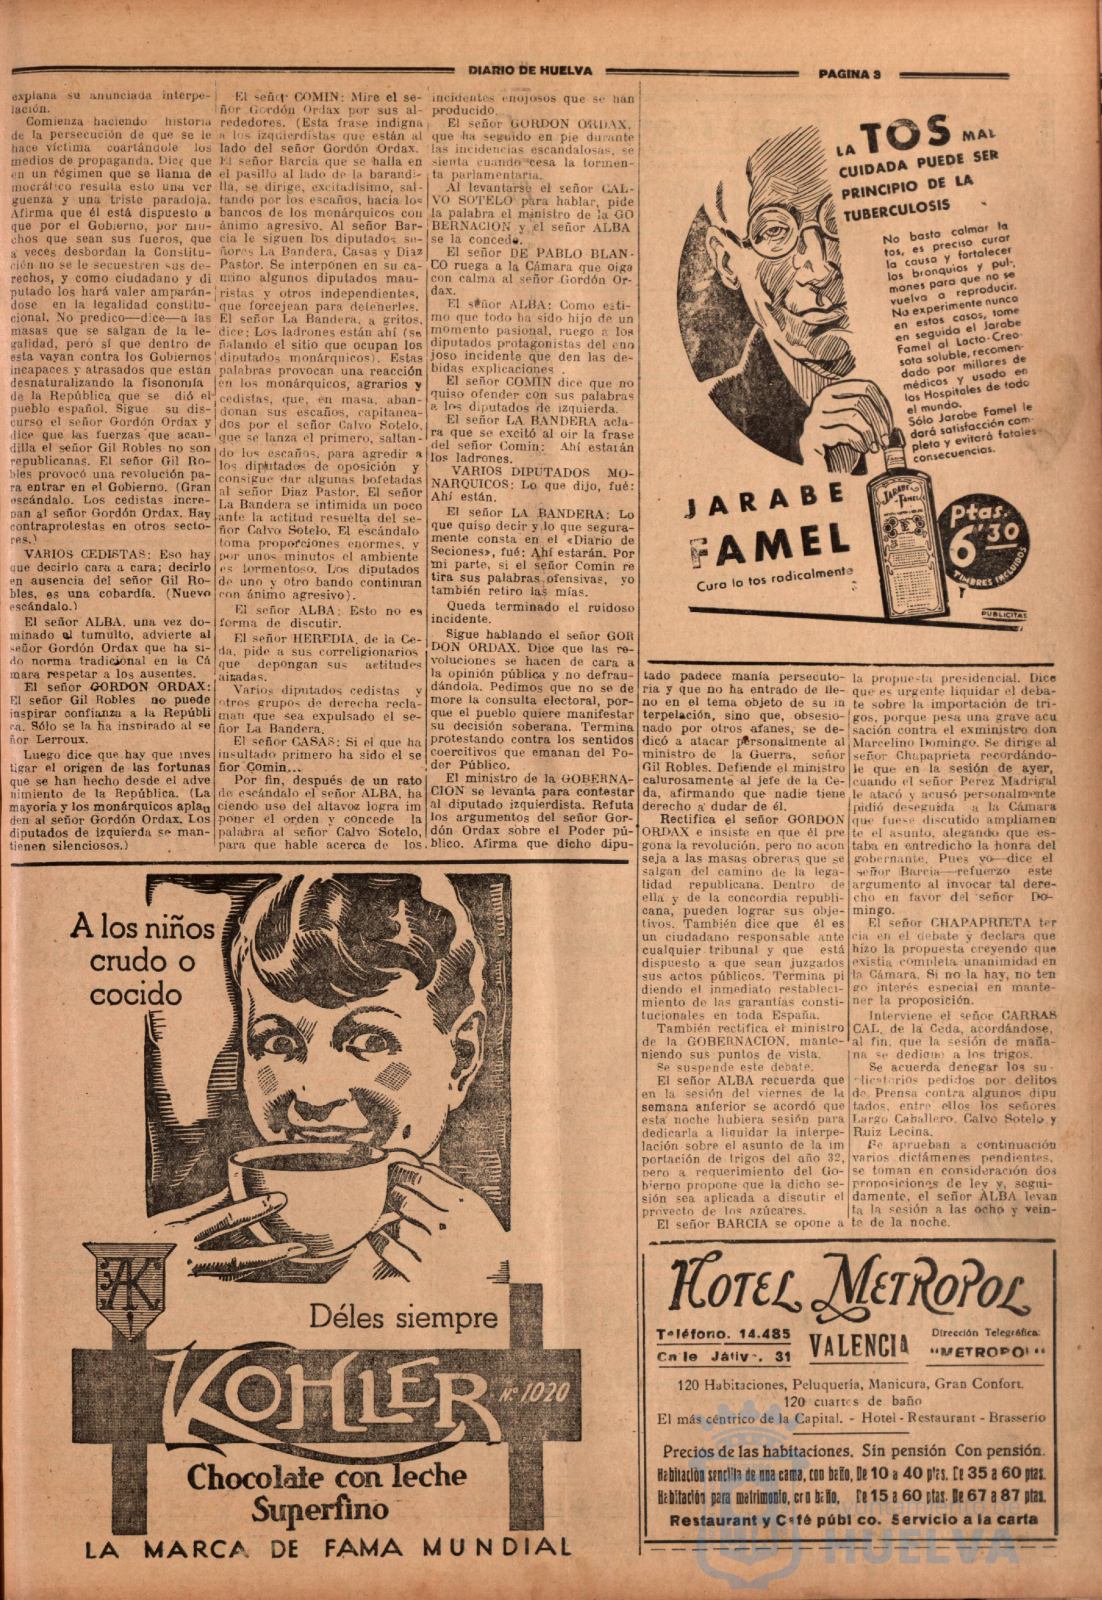 DIARIO DE HUELVA
PAGINA 3
explana su anunciada interpe-
lación.
Comienza haciendo historia
de la persecución de que se le
hace víctima coartándole los
medios de propaganda. Dice que
en un régimen que se llama de
mocrático resulta esto una ver
guenza y una triste paradoja.
Afirma que él está dispuesto a
que por el Gobierno, por mu-
chos que sean sus fueros, que
a veces desbordan la Constitu-
ción no se le secuestren sus de-
rechos, y como ciudadano y di
putado los hará valer amparán-
dose en la legalidad constitu-
cional. No predico—dice—a las
masas que se salgan de la le-
galidad, pero sí que dentro de
esta vayan contra los Gobiernos
incapaces y atrasados que están
desnaturalizando la fisonomía
de la República que se dió el
pueblo español. Sigue su dis-
curso el señor Gordón Ordax y
dice que las fuerzas que acau-
dilla el señor Gil Robles no son
republicanas. El señor Gil Ro-
bles provocó una revolución pa-
ra entrar en el Gobierno. (Gran
escándalo. Los cedistas incre-
pan al señor Gordón Ordax. Hay
contraprotestas en otros secto-
res.)
VARIOS CEDISTAS: Eso hay
que decirlo cara a cara; decirlo
en ausencia del señor Gil Ro-
bles, es una cobardía. (Nuevo
escándalo.)
El señor ALBA, una vez do-
minado el tumulto, advierte al
señor Gordón Ordax que ha si-
do norma tradicional en la Cá
mara respetar a los ausentes.
El señor GORDON ORDAX:
El señor Gil Robles no puede
inspirar confianza a la Repúbli
ca. Sólo se la ha inspirado al se
ñor Lerroux.
Luego dice que hay que inves
tigar el origen de las fortunas
que se han hecho desde el adve
nimiento de la República. (La
mayoría y los monárquicos aplau
den al señor Gordón Ordax. Los
diputados de izquierda se man-
tienen silenciosos.)
El señor COMIN: Mire el se-
ñor Gordón Ordax por sus al-
rededores. (Esta frase indigna
a los izquierdistas que están al
lado del señor Gordón Ordax.
El señor Barcia que se halla en
el pasillo al lado de la barandi-
lla, se dirige, excitadísimo, sal-
tando por los escaños, hacia los
bancos de los monárquicos con
ánimo agresivo. Al señor Bar-
cia le siguen los diputados se-
ñores La Bandera, Casas y Diaz
Pastor. Se interponen en su ca-
mino algunos diputados mau-
ristas y otros independientes,
que forcejean para detenerles.
El señor La Bandera, a gritos,
dice: Los ladrones están ahí (se
ñalando el sitio que ocupan los
diputados monárquicos). Estas
palabras provocan una reacción
en los monárquicos, agrarios y
cedistas, que, en masa, aban-
donan sus escaños, capitanea-
dos por el señor Calvo Sotelo,
que se lanza el primero, saltan-
do los escaños, para agredir a
los diputados de oposición y
consigue dar algunas bofetadas
al señor Diaz Pastor. El señor
La Bandera se intimida un poco
ante la actitud resuelta del se-
ñor Calvo Sotelo. El escándalo
toma proporciones enormes, y
por unos minutos el ambiente
es tormentoso. Los diputados
de uno y otro bando continúan
con ánimo agresivo).
El señor ALBA: Esto no es
forma de discutir.
El señor HEREDIA, de la Ce-
da, pide a sus correligionarios
que depongan sus actitudes
airadas.
Varios diputados cedistas y
otros grupos de derecha recla-
man que sea expulsado el se-
ñor La Bandera.
El señor CASAS: Si el que ha
insultado primero ha sido el se
ñor Comin...
Por fin, después de un rato
de escándalo el señor ALBA, ha
ciendo uso del altavoz logra im
poner el orden y concede la
palabra al señor Calvo Sotelo,
para que hable acerca de los
incidentes enojosos que se han
producido.
El señor GORDON ORDAX,
que ha seguido en pie durante
las incidencias escandalosas, se
sienta cuando cesa la tormen-
ta parlamentaria.
Al levantarse el señor CAL-
VO SOTELO para hablar, pide
la palabra el ministro de la GO
BERNACION y el señor ALBA
se la concede.
El señor DE PABLO BLAN-
CO ruega a la Cámara que oiga
con calma al señor Gordón Or-
dax.
El señor ALBA: Como esti-
mo que todo ha sido hijo de un
momento pasional, ruego a los
diputados protagonistas del eno
joso incidente que den las de-
bidas explicaciones .
El señor COMIN dice que no
quiso ofender con sus palabras
a los diputados de izquierda.
El señor LA BANDERA acla-
ra que se excitó al oir la frase
del señor Comin: Ahí estarán
los ladrones.
VARIOS DIPUTADOS MO-
NARQUICOS: Lo que dijo, fué:
Ahí están.
El señor LA BANDERA: Lo
que quiso decir y lo que segura-
mente consta en el «Diario de
Seciones», fué: Ahí estarán. Por
mi parte, si el señor Comin re
tira sus palabras ofensivas, yo
también retiro las mías.
Queda terminado el ruidoso
incidente.
Sigue hablando el señor GOR
DON ORDAX. Dice que las re-
voluciones se hacen de cara a
la opinión pública y no defrau-
dándola. Pedimos que no se de-
more la consulta electoral, por-
que el pueblo quiere manifestar
su decisión soberana. Termina
protestando contra los sentidos
coercitivos que emanan del Po-
der Público.
El ministro de la GOBERNA-
CION se levanta para contestar
al diputado izquierdista. Refuta
los argumentos del señor Gor-
dón Ordax sobre el Poder pú-
blico. Afirma que dicho dipu-
LA TOS MAL
CUIDADA PUEDE SER
PRINCIPIO DE LA
TUBERCULOSIS
No basta calmar la
tos, es preciso curar
la causa y fortalecer
los bronquios y pul-
mones para que no se
vuelva a reproducir.
No experimente nunca
en estos casos, tome
en seguida el Jarabe
Famel al Lacto-Creo-
sota soluble, recomen-
dado por millares de
médicos y usado en
los Hospitales de todo
el mundo.
Sólo Jarabe Famel le
dará satisfacción com-
pleta y evitará fatales
consecuencias.
JARABE
FAMEL
Cura la tos radicalmente
JARABE
FAMEL
Ptas.
6'30
TIMBRES INCLUIDOS
PUBLICITAS
tado padece manía persecuto-
ria y que no ha entrado de lle-
no en el tema objeto de su in
terpelación, sino que, obsesio-
nado por otros afanes, se de-
dicó a atacar personalmente al
ministro de la Guerra, señor
Gil Robles. Defiende el ministro
calurosamente al jefe de la Ce-
da, afirmando que nadie tiene
derecho a dudar de él.
Rectifica el señor GORDON
ORDAX e insiste en que él pre
gona la revolución, pero no acon
seja a las masas obreras que se
salgan del camino de la lega-
lidad republicana. Dentro de
ella y de la concordia republi-
cana, pueden lograr sus obje-
tivos. También dice que él es
un ciudadano responsable ante
cualquier tribunal y que está
dispuesto a que sean juzgados
sus actos públicos. Termina pi
diendo el inmediato restableci-
miento de las garantías consti-
tucionales en toda España.
También rectifica el ministro
de la GOBERNACION, mante-
niendo sus puntos de vista.
Se suspende este debate.
El señor ALBA recuerda que
en la sesión del viernes de la
semana anterior se acordó que
esta noche hubiera sesión para
dedicarla a liquidar la interpe-
lación sobre el asunto de la im
portación de trigos del año 32,
pero a requerimiento del Go-
bierno propone que la dicho se-
sión sea aplicada a discutir el
proyecto de los azúcares.
El señor BARCIA se opone a
la propuesta presidencial. Dice
que es urgente liquidar el deba-
te sobre la importación de tri-
gos, porque pesa una grave acu
sación contra el exministro don
Marcelino Domingo. Se dirige al
señor Chapaprieta recordándo-
le que en la sesión de ayer,
cuando el señor Perez Madrigal
le atacó y acusó personalmente
pidió deseguida a la Cámara
que fuese discutido ampliamen
te el asunto, alegando que es-
taba en entredicho la honra del
gobernante. Pues yo—dice el
señor Barcia—refuerzo este
argumento al invocar tal dere-
cho en favor del señor Do-
mingo.
El señor CHAPAPRIETA ter
cia en el debate y declara que
hizo la propuesta creyendo que
existía completa unanimidad en
la Cámara. Si no la hay, no ten
go interés especial en mante-
ner la proposición.
Interviene el señor CARRAS
CAL, de la Ceda, acordándose,
al fin, que la sesión de maña-
na se dedique a los trigos.
Se acuerda denegar los su-
plicatorios pedidos por delitos
de Prensa contra algunos dipu
tados, entre ellos los señores
Largo Caballero, Calvo Sotelo y
Ruiz Lecina.
Se aprueban a continuación
varios dictámenes pendientes,
se toman en consideración dos
proposiciones de ley y, segui-
damente, el señor ALBA levan
ta la sesión a las ocho y vein-
te de la noche.
A los niños
crudo o
cocido
AK
Déles siempre
KOHLER
Nº 1020
Chocolate con leche
Superfino
LA MARCA DE FAMA MUNDIAL
HOTEL METROPOL
Teléfono. 14.485
Calle Játiva. 31
VALENCIA
Dirección Telegráfica:
"METROPOL"
120 Habitaciones, Peluquería, Manicura, Gran Confort.
120 cuartos de baño
El más céntrico de la Capital. - Hotel - Restaurant - Brasserio
Precios de las habitaciones. Sin pensión Con pensión.
Habitación sencilla de una cama, con baño, De 10 a 40 ptas. De 35 a 60 ptas.
Habitación para matrimonio, con baño, De 15 a 60 ptas. De 67 a 87 ptas.
Restaurant y Café público. Servicio a la carta
Ayuntamiento de
HUELVA